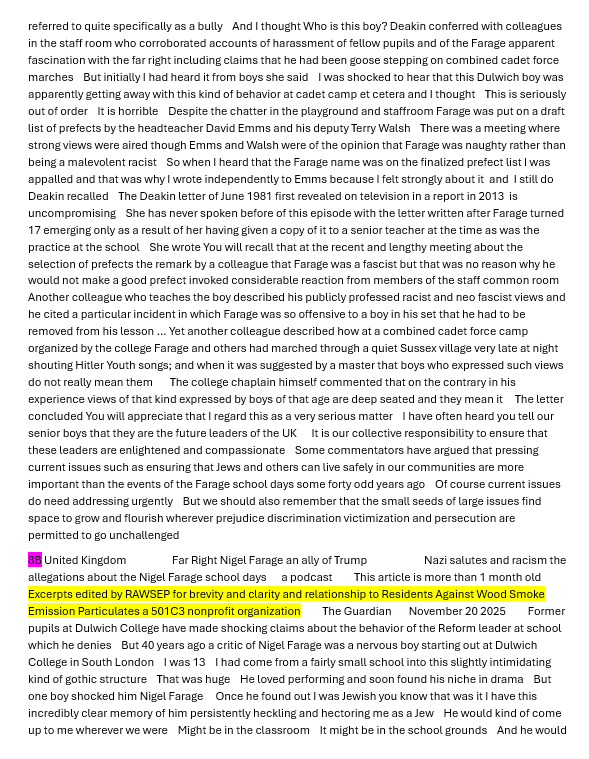 referred to quite specifically as a bully And I thought Who is this boy? Deakin conferred with colleagues
in the staff room who corroborated accounts of harassment of fellow pupils and of the Farage apparent
fascination with the far right including claims that he had been goose stepping on combined cadet force
marches But initially I had heard it from boys she said I was shocked to hear that this Dulwich boy was
apparently getting away with this kind of behavior at cadet camp et cetera and I thought This is seriously
out of order It is horrible Despite the chatter in the playground and staffroom Farage was put on a draft
list of prefects by the headteacher David Emms and his deputy Terry Walsh There was a meeting where
strong views were aired though Emms and Walsh were of the opinion that Farage was naughty rather than
being a malevolent racist So when I heard that the Farage name was on the finalized prefect list I was
appalled and that was why I wrote independently to Emms because I felt strongly about it and I still do
Deakin recalled The Deakin letter of June 1981 first revealed on television in a report in 2013 is
uncompromising She has never spoken before of this episode with the letter written after Farage turned
17 emerging only as a result of her having given a copy of it to a senior teacher at the time as was the
practice at the school She wrote You will recall that at the recent and lengthy meeting about the
selection of prefects the remark by a colleague that Farage was a fascist but that was no reason why he
would not make a good prefect invoked considerable reaction from members of the staff common room
Another colleague who teaches the boy described his publicly professed racist and neo fascist views and
he cited a particular incident in which Farage was so offensive to a boy in his set that he had to be
removed from his lesson ... Yet another colleague described how at a combined cadet force camp
organized by the college Farage and others had marched through a quiet Sussex village very late at night
shouting Hitler Youth songs; and when it was suggested by a master that boys who expressed such views
do not really mean them The college chaplain himself commented that on the contrary in his
experience views of that kind expressed by boys of that age are deep seated and they mean it The letter
concluded You will appreciate that I regard this as a very serious matter I have often heard you tell our
senior boys that they are the future leaders of the UK It is our collective responsibility to ensure that
these leaders are enlightened and compassionate Some commentators have argued that pressing
current issues such as ensuring that Jews and others can live safely in our communities are more
important than the events of the Farage school days some forty odd years ago Of course current issues
do need addressing urgently But we should also remember that the small seeds of large issues find
space to grow and flourish wherever prejudice discrimination victimization and persecution are
permitted to go unchallenged
8B United Kingdom Far Right Nigel Farage an ally of Trump Nazi salutes and racism the
allegations about the Nigel Farage school days a podcast This article is more than 1 month old
Excerpts edited by RAWSEP for brevity and clarity and relationship to Residents Against Wood Smoke
Emission Particulates a 501C3 nonprofit organization The Guardian November 20 2025 Former
pupils at Dulwich College have made shocking claims about the behavior of the Reform leader at school
which he denies But 40 years ago a critic of Nigel Farage was a nervous boy starting out at Dulwich
College in South London I was 13 I had come from a fairly small school into this slightly intimidating
kind of gothic structure That was huge He loved performing and soon found his niche in drama But
one boy shocked him Nigel Farage Once he found out I was Jewish you know that was it I have this
incredibly clear memory of him persistently heckling and hectoring me as a Jew He would kind of come
up to me wherever we were Might be in the classroom It might be in the school grounds And he would